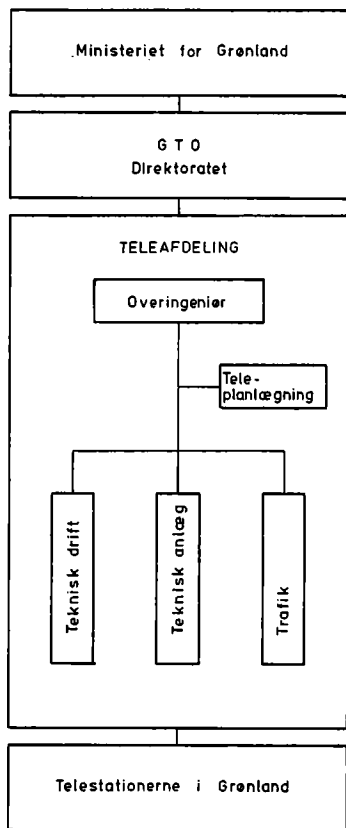 Ministeriet for Grønland
G T O
Direktoratet
TELEAFDELING
Overingeniør
Tele-
planlægning
Teknisk drift
Teknisk anlæg
Trafik
Telestationerne i Grønland